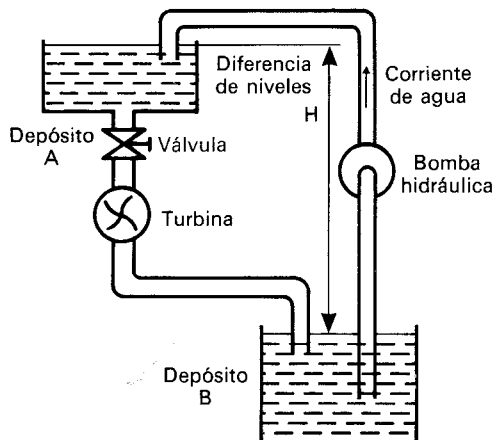 Diferencia
de niveles
H
Corriente
de agua
Depósito
A
Válvula
Bomba
hidráulica
Turbina
Depósito
B